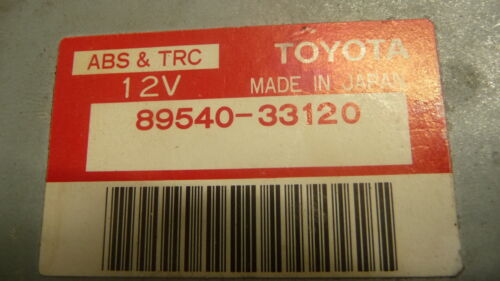 ABS & TRC TOYOTA
12V MADE IN JAPAN
89540-33120